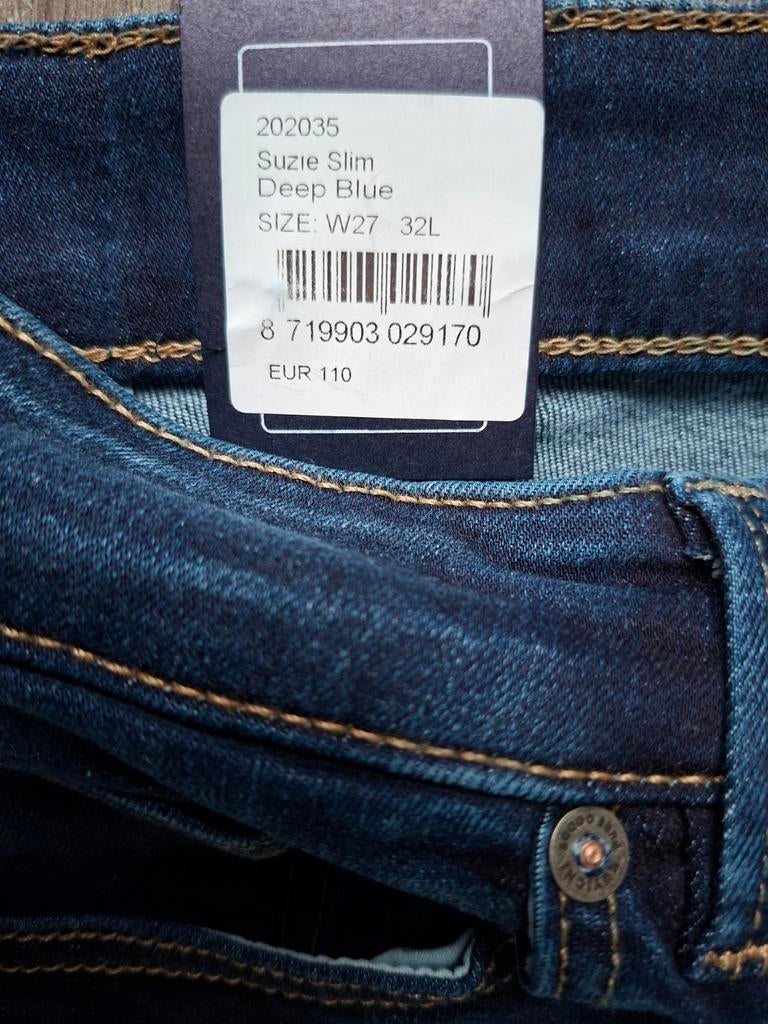 202035
Suzie Slim
Deep Blue
SIZE: W27 32L
8 719903 029170
EUR 110